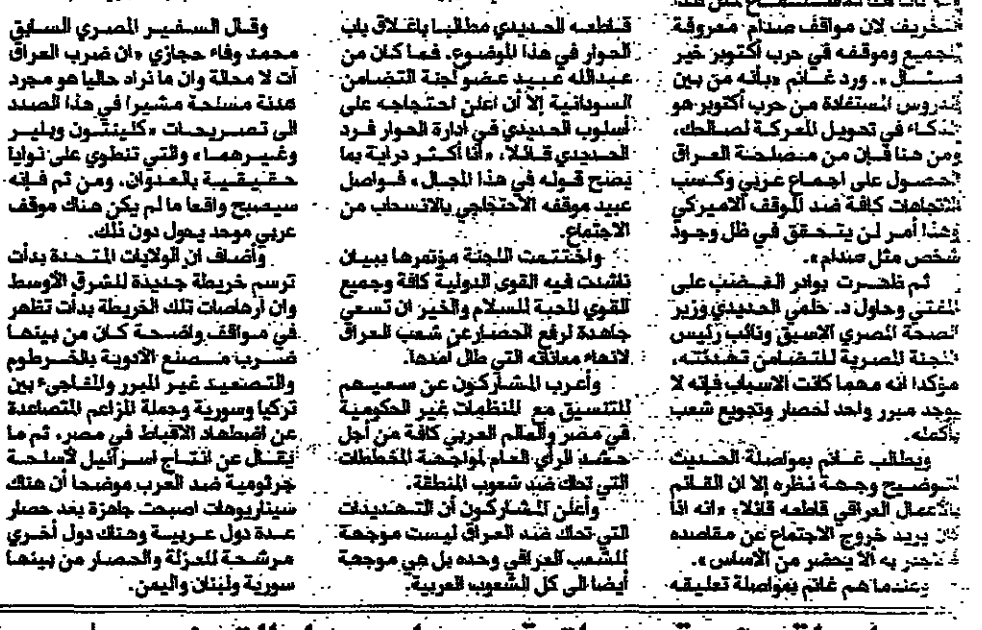 التخريف لان مواقف صدام معروفة
للجميع وموقفه في حرب أكتوبر خير
مثال». ورد غانم «بأنه من بين
الدروس المستفادة من حرب أكتوبر هو
الذكاء في تحويل المعركة لصالحك،
ومن هنا فإن من مصلحة العراق
الحصول على اجماع عربي وكسب
الاتجاهات كافة ضد الموقف الاميركي
وهذا أمر لن يتحقق في ظل وجود
شخص مثل صدام».
ثم ظهرت بوادر الغضب على
المفتي وحاول د. حلمي الحديدي وزير
الصحة المصري الاسبق ونائب رئيس
اللجنة المصرية للتضامن تهدئته،
مؤكدا انه مهما كانت الاسباب فإنه لا
يوجد مبرر واحد لحصار وتجويع شعب
بأكمله.
ويطالب غانم بمواصلة الحديث
لتوضيح وجهة نظره إلا ان القائم
بالأعمال العراقي قاطعه قائلا: «انه اذا
كان يريد خروج الاجتماع عن مقاصده
به ألا يحضر من الأساس».
وعندما هم غانم بمواصلة تعليقه
قاطعه الحديدي مطالبا باغلاق باب
الحوار في هذا الموضوع. فما كان من
عبدالله عبيد عضو لجنة التضامن
السودانية إلا أن اعلن احتجاجه على
أسلوب الحديدي في ادارة الحوار فرد
الحديدي قائلا، «أنا أكثر دراية بما
يصح قوله في هذا المجال» فواصل
عبيد موقفه الاحتجاجي بالانسحاب من
الاجتماع.
واختتمت اللجنة مؤتمرها ببيان
ناشدت فيه القوى الدولية كافة وجميع
القوى المحبة للسلام والخير ان تسعى
جاهدة لرفع الحصار عن شعب العراق
لانهاء معاناته التي طال أمدها.
وأعرب المشاركون عن سعيهم
للتنسيق مع المنظمات غير الحكومية
في مصر والعالم العربي كافة من أجل
حشد الرأي العام لمواجهة المخططات
التي تحاك ضد شعوب المنطقة.
وأعلن المشاركون أن التهديدات
التي تحاك ضد العراق ليست موجهة
للشعب العراقي وحده بل هي موجهة
أيضا الى كل الشعوب العربية.
وقال السفير المصري السابق
محمد وفاء حجازي «ان ضرب العراق
آت لا محالة وان ما نراه حاليا هو مجرد
هدنة مسلحة مشيرا في هذا الصدد
الى تصريحات «كلينتون وبلير
وغيرهما» والتي تنطوي على نوايا
حقيقية بالعدوان. ومن ثم فإنه
سيصبح واقعا ما لم يكن هناك موقف
عربي موحد يحول دون ذلك.
وأضاف ان الولايات المتحدة بدأت
ترسم خريطة جديدة للشرق الأوسط
وان ارهاصات تلك الخريطة بدأت تظهر
في مواقف واضحة كان من بينها
ضرب مصنع الأدوية بالخرطوم
والتصعيد غير المبرر والمفاجىء بين
تركيا وسورية وحملة المزاعم المتصاعدة
عن اضطهاد الاقباط في مصر، ثم ما
يقال عن انتاج اسرائيل لأسلحة
جرثومية ضد العرب موضحا أن هناك
سيناريوهات اصبحت جاهزة بعد حصار
عدة دول عربية وهناك دول أخرى
مرشحة للعزلة والحصار من بينها
سورية ولبنان واليمن.